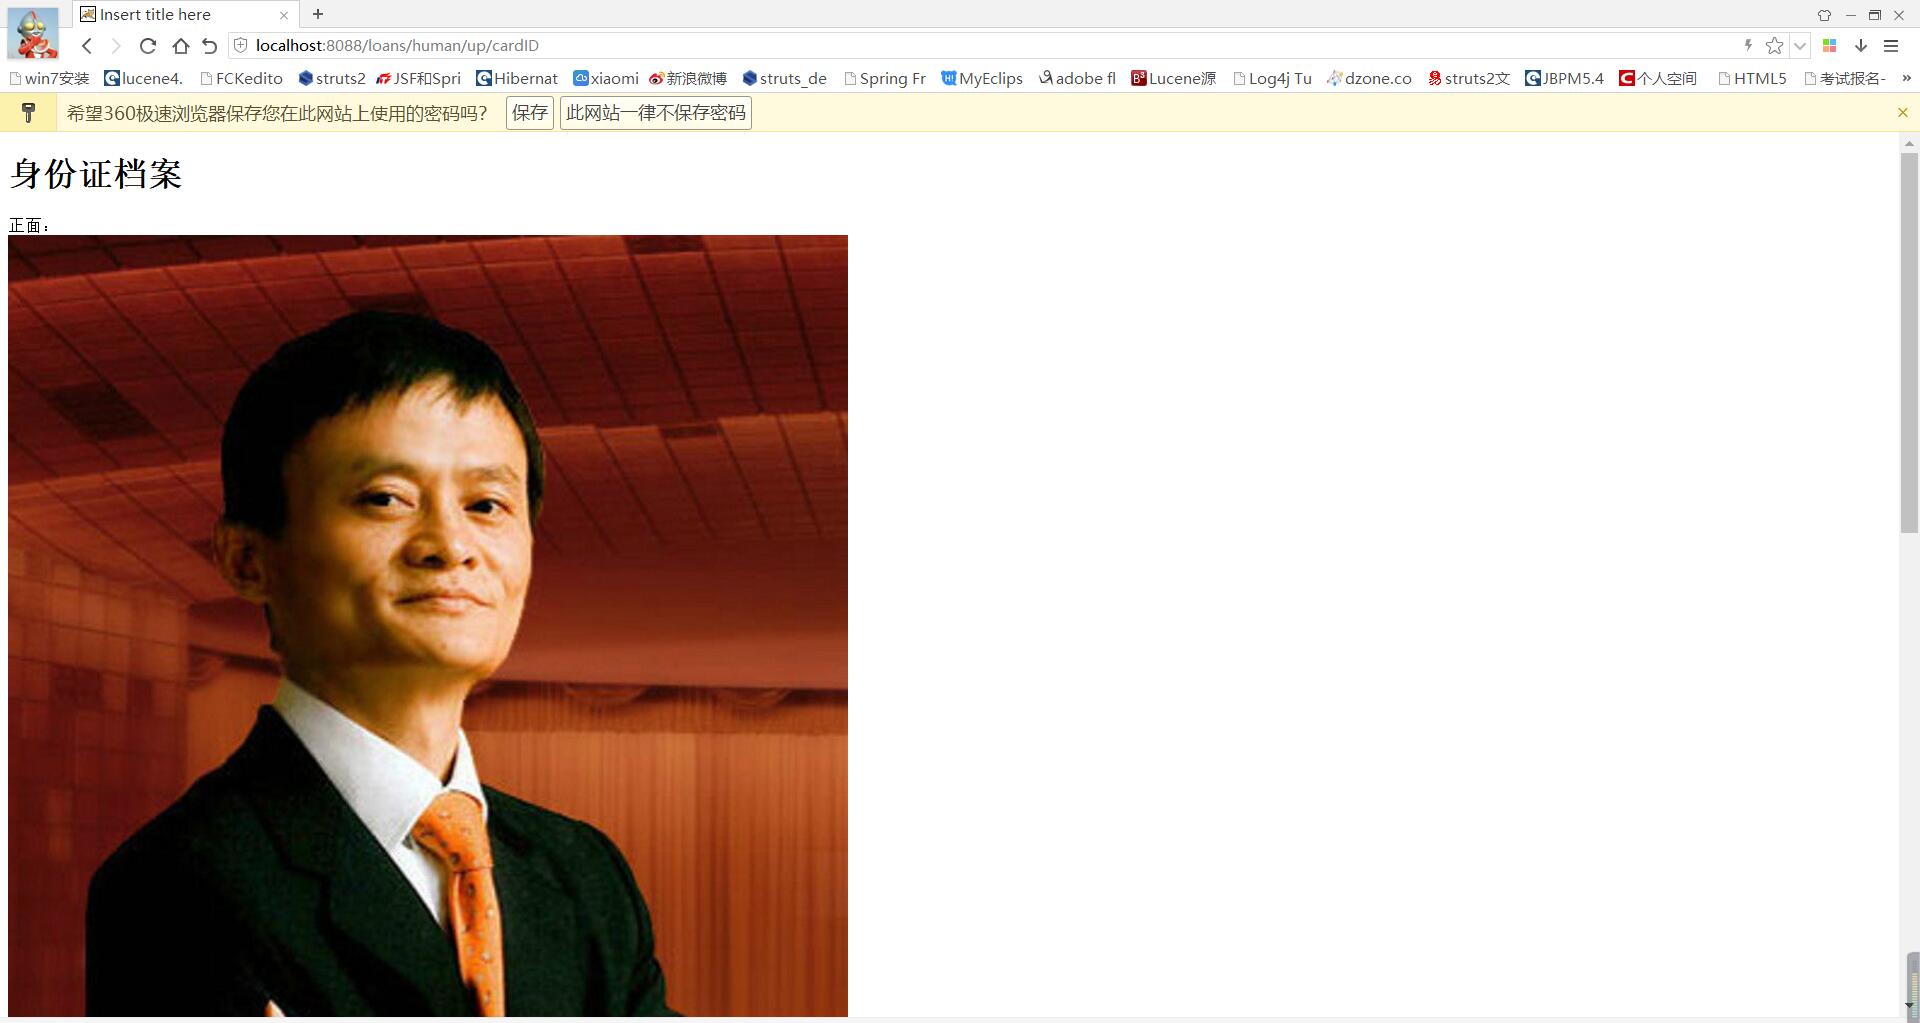 Insert title here
localhost:8088/loans/human/up/cardID
win7安装 lucene4. FCKedito struts2 JSF和Spri Hibernat xiaomi 新浪微博 struts_de Spring Fr MyEclips adobe fl Lucene源 Log4j Tu dzone.co struts2文 JBPM5.4 个人空间 HTML5 考试报名- »
希望360极速浏览器保存您在此网站上使用的密码吗? 保存 此网站一律不保存密码
身份证档案
正面：